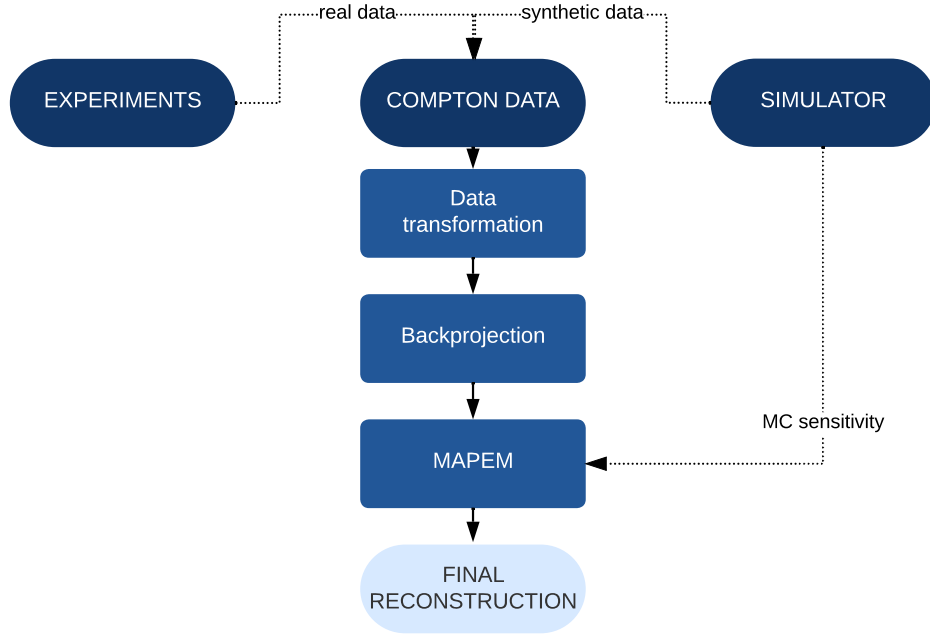 real data
synthetic data
EXPERIMENTS
COMPTON DATA
SIMULATOR
Data
transformation
Backprojection
MC sensitivity
MAPEM
FINAL
RECONSTRUCTION